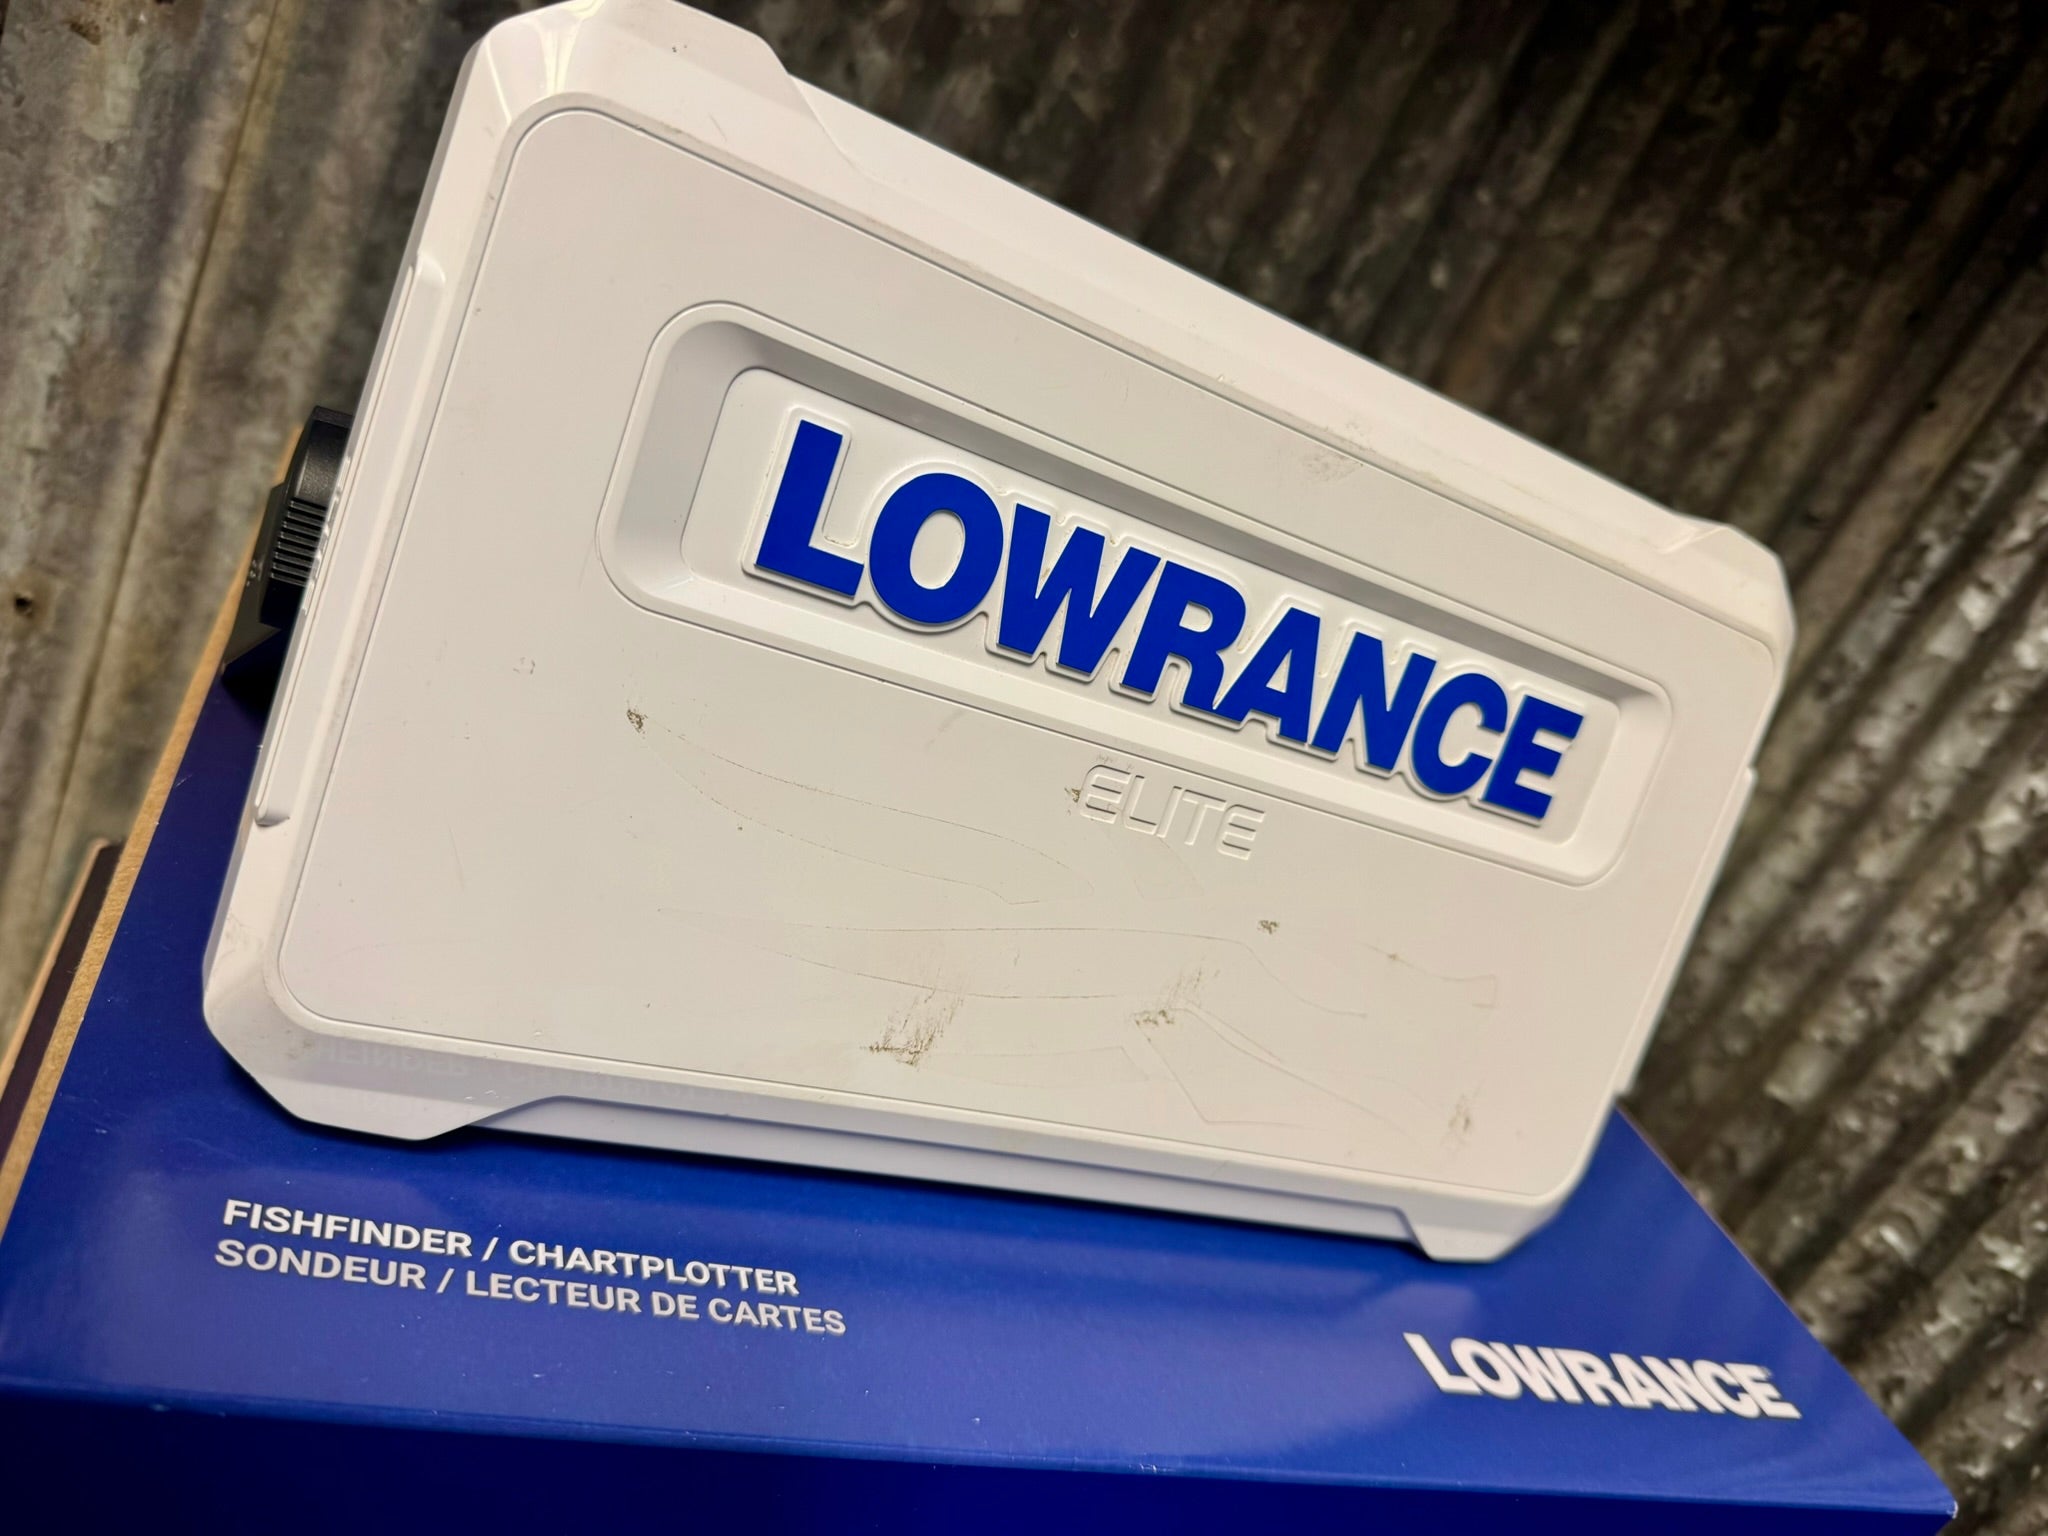 LOWRANCE
ELITE
FISHFINDER / CHARTPLOTTER
SONDEUR / LECTEUR DE CARTES
LOWRANCE